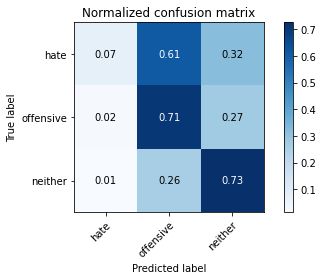 Normalized confusion matrix
True label
hate 0.07 0.61 0.32
offensive 0.02 0.71 0.27
neither 0.01 0.26 0.73
hate offensive neither
Predicted label
0.7
0.6
0.5
0.4
0.3
0.2
0.1